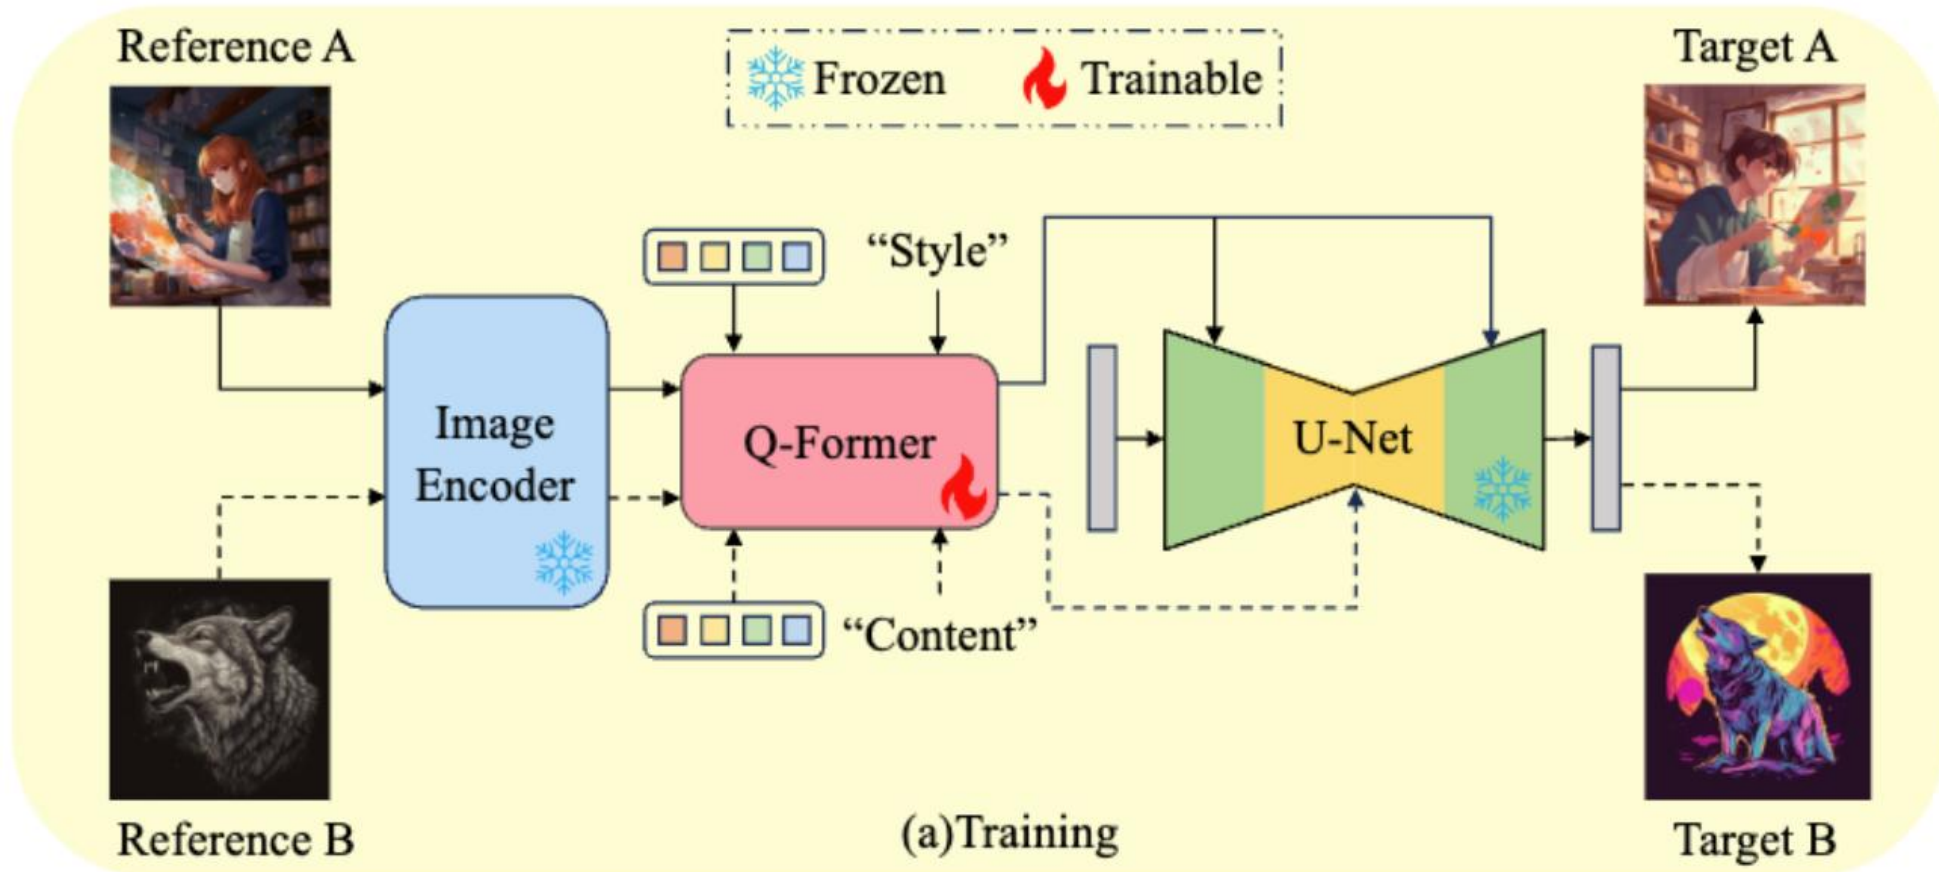 Reference A
Frozen
Trainable
Target A
“Style”
Image
Encoder
Q-Former
U-Net
“Content”
Reference B
(a)Training
Target B